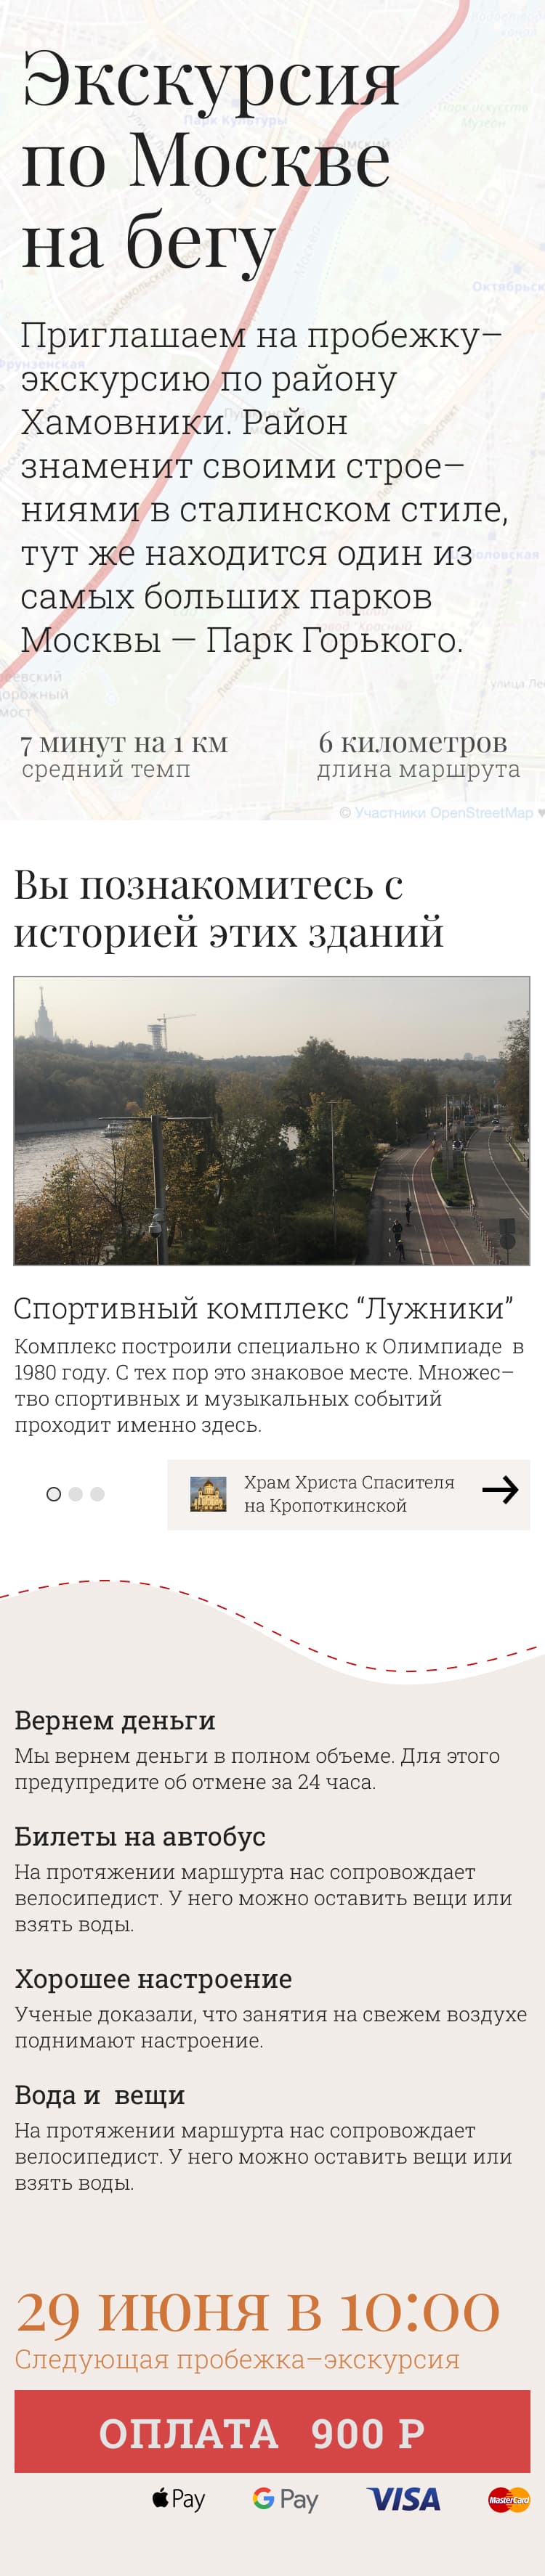 Экскурсия
по Москве
на бегу
Парк Культуры
Приглашаем на пробежку–
экскурсию по району
Хамовники. Район
знаменит своими строе–
ниями в сталинском стиле,
тут же находится один из
самых больших парков
Москвы — Парк Горького.
7 минут на 1 км
средний темп
6 километров
длина маршрута
© Участники OpenStreetMap ♥
Вы познакомитесь с
историей этих зданий
Спортивный комплекс “Лужники”
Комплекс построили специально к Олимпиаде в
1980 году. С тех пор это знаковое месте. Множес–
тво спортивных и музыкальных событий
проходит именно здесь.
Храм Христа Спасителя
на Кропоткинской
Вернем деньги
Мы вернем деньги в полном объеме. Для этого
предупредите об отмене за 24 часа.
Билеты на автобус
На протяжении маршурта нас сопровождает
велосипедист. У него можно оставить вещи или
взять воды.
Хорошее настроение
Ученые доказали, что занятия на свежем воздухе
поднимают настроение.
Вода и вещи
На протяжении маршурта нас сопровождает
велосипедист. У него можно оставить вещи или
взять воды.
29 июня в 10:00
Следующая пробежка–экскурсия
ОПЛАТА 900 Р
Pay
G Pay
VISA
MasterCard